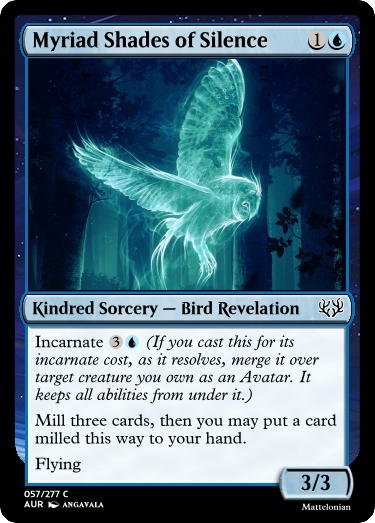 Myriad Shades of Silence 1
Kindred Sorcery — Bird Revelation
Incarnate 3 (If you cast this for its
incarnate cost, as it resolves, merge it over
target creature you own as an Avatar. It
keeps all abilities from under it.)
Mill three cards, then you may put a card
milled this way to your hand.
Flying
3/3
057/277 C
AUR ANGAVALA
Mattelonian